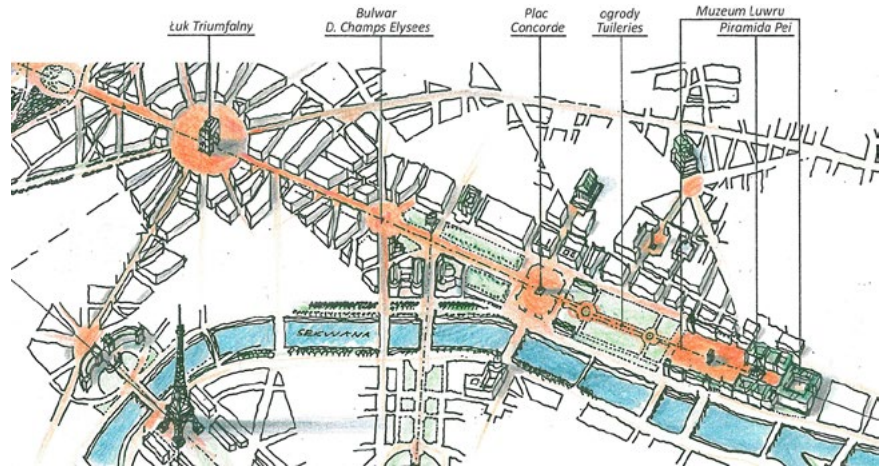 Łuk Triumfalny
Bulwar
D. Champs Elysees
Plac
Concorde
ogrody
Tuileries
Muzeum Luwru
Piramida Pei
SEKWANA